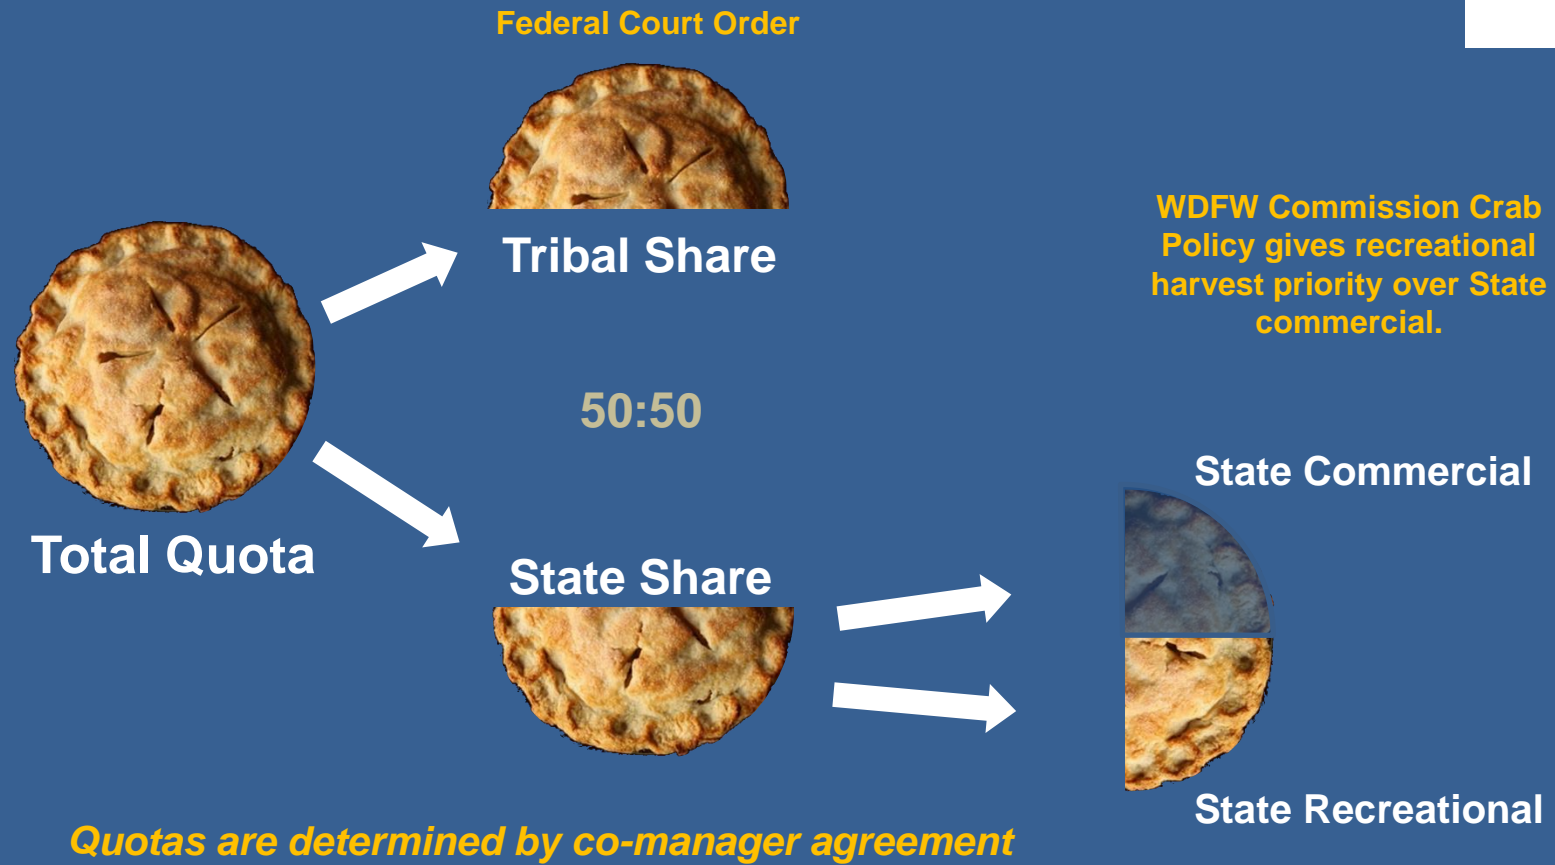 Federal Court Order
Tribal Share
WDFW Commission Crab
Policy gives recreational
harvest priority over State
commercial.
50:50
State Commercial
Total Quota
State Share
State Recreational
Quotas are determined by co-manager agreement